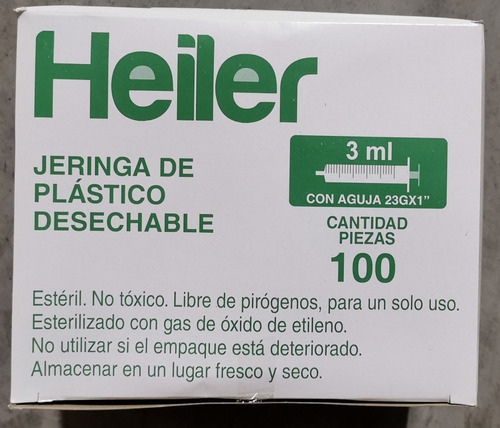 Heiler
JERINGA DE
PLÁSTICO
DESECHABLE
3 ml
CON AGUJA 23GX1"
CANTIDAD
PIEZAS
100
Estéril. No tóxico. Libre de pirógenos, para un solo uso.
Esterilizado con gas de óxido de etileno.
No utilizar si el empaque está deteriorado.
Almacenar en un lugar fresco y seco.